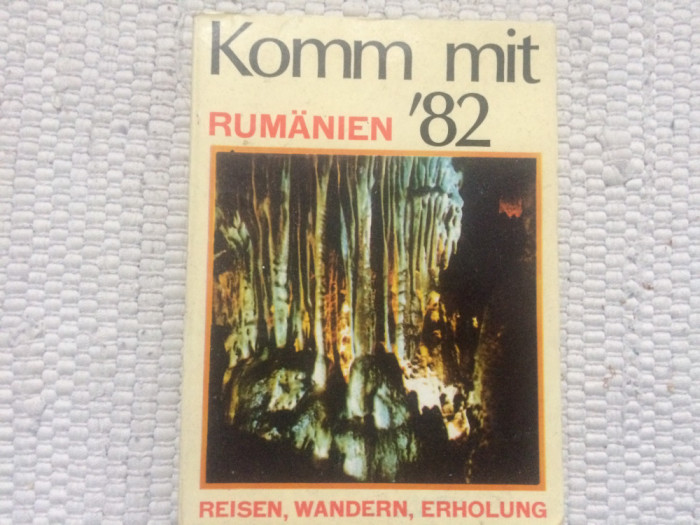 Komm mit
RUMÄNIEN '82
REISEN, WANDERN, ERHOLUNG